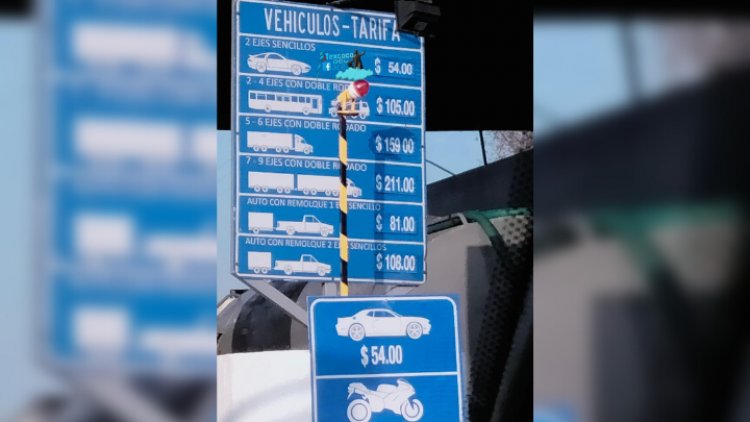 VEHICULOS-TARIFA
2 EJES SENCILLOS
Texcoco
$ 54.00
2 - 4 EJES CON DOBLE
$ 105.00
5 - 6 EJES CON DOBLE RODADO
$ 159.00
7 - 9 EJES CON DOBLE RODADO
$ 211.00
AUTO CON REMOLQUE 1 SENCILLO
$ 81.00
AUTO CON REMOLQUE 2 EJES SENCILLOS
$ 108.00
$ 54.00